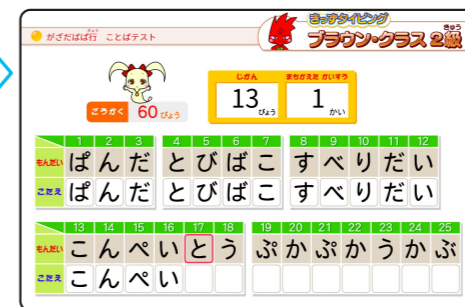 きっずタイピング
がざだばぱ行 ことばテスト
ブラウン・クラス 2級
じかん
まちがえた かいすう
13びょう
1かい
ごうかく 60びょう
1 2 3 4 5 6 7 8 9 10 11 12
もんだい ぱんだ とびばこ すべりだい
こたえ ぱんだ とびばこ すべりだい
13 14 15 16 17 18 19 20 21 22 23 24 25
もんだい こんぺいとう ぷかぷかうかぶ
こたえ こんぺい